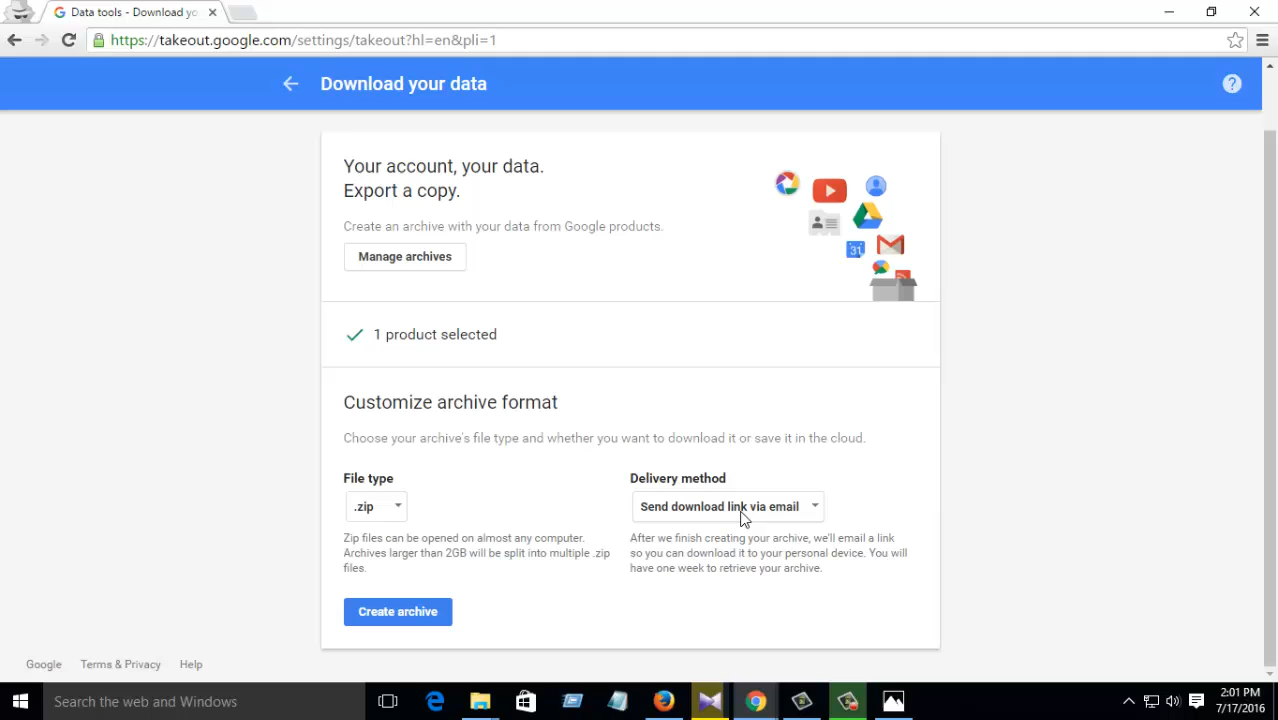 Data tools - Download yo
https://takeout.google.com/settings/takeout?hl=en&pli=1
Download your data
?
Your account, your data.
Export a copy.
Create an archive with your data from Google products.
Manage archives
31
1 product selected
Customize archive format
Choose your archive's file type and whether you want to download it or save it in the cloud.
File type
.zip
Zip files can be opened on almost any computer.
Archives larger than 2GB will be split into multiple .zip
files.
Delivery method
Send download link via email
After we finish creating your archive, we'll email a link
so you can download it to your personal device. You will
have one week to retrieve your archive.
Create archive
Google Terms & Privacy Help
Search the web and Windows
2:01 PM
7/17/2016